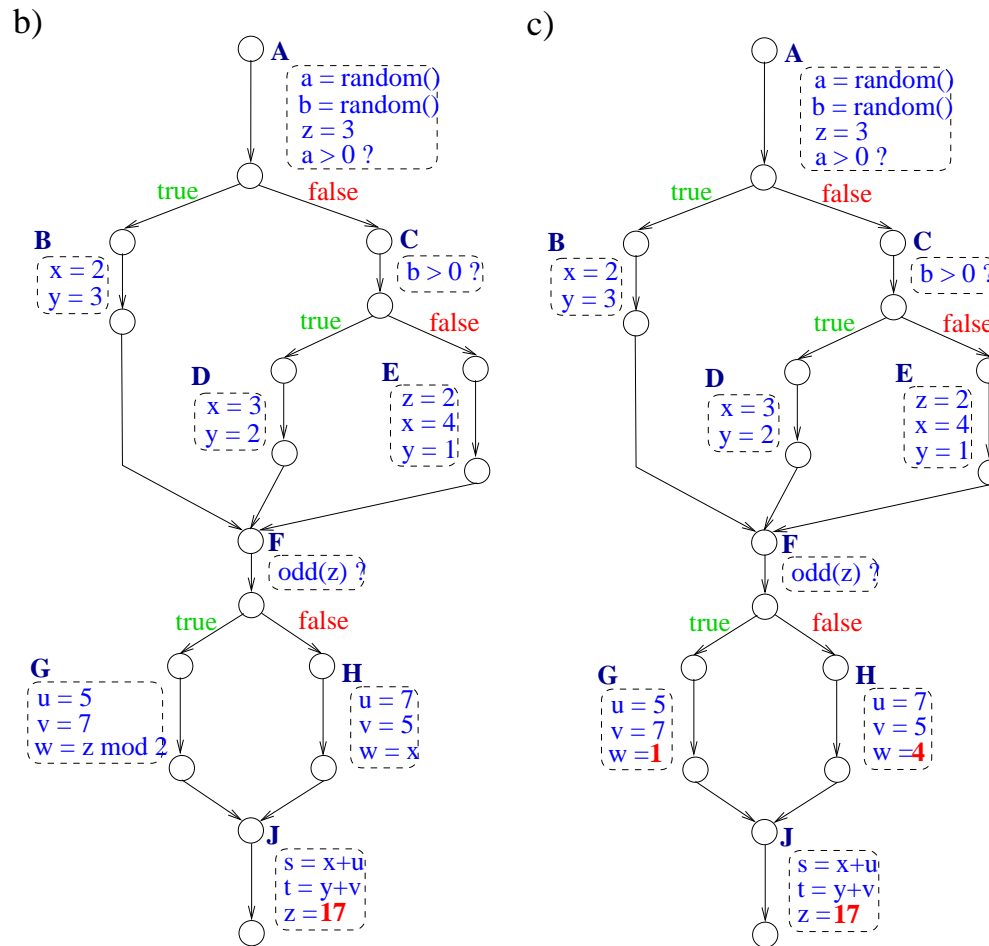 b)
A
a = random()
b = random()
z = 3
a > 0 ?
true
false
B
x = 2
y = 3
C
b > 0 ?
true
false
D
x = 3
y = 2
E
z = 2
x = 4
y = 1
F
odd(z) ?
true
false
G
u = 5
v = 7
w = z mod 2
H
u = 7
v = 5
w = x
J
s = x+u
t = y+v
z = 17
c)
A
a = random()
b = random()
z = 3
a > 0 ?
true
false
B
x = 2
y = 3
C
b > 0 ?
true
false
D
x = 3
y = 2
E
z = 2
x = 4
y = 1
F
odd(z) ?
true
false
G
u = 5
v = 7
w = 1
H
u = 7
v = 5
w = 4
J
s = x+u
t = y+v
z = 17